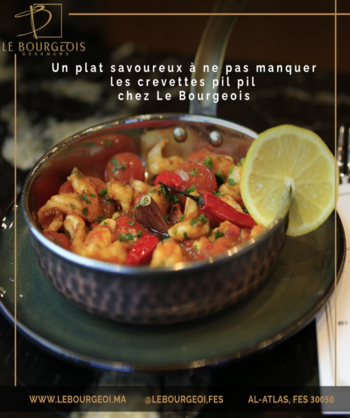 LE BOURGEOIS
GOURMAND
Un plat savoureux à ne pas manquer
les crevettes pil pil
chez Le Bourgeois
WWW.LEBOURGEOI.MA @LEBOURGEOI.FES AL-ATLAS, FES 30050